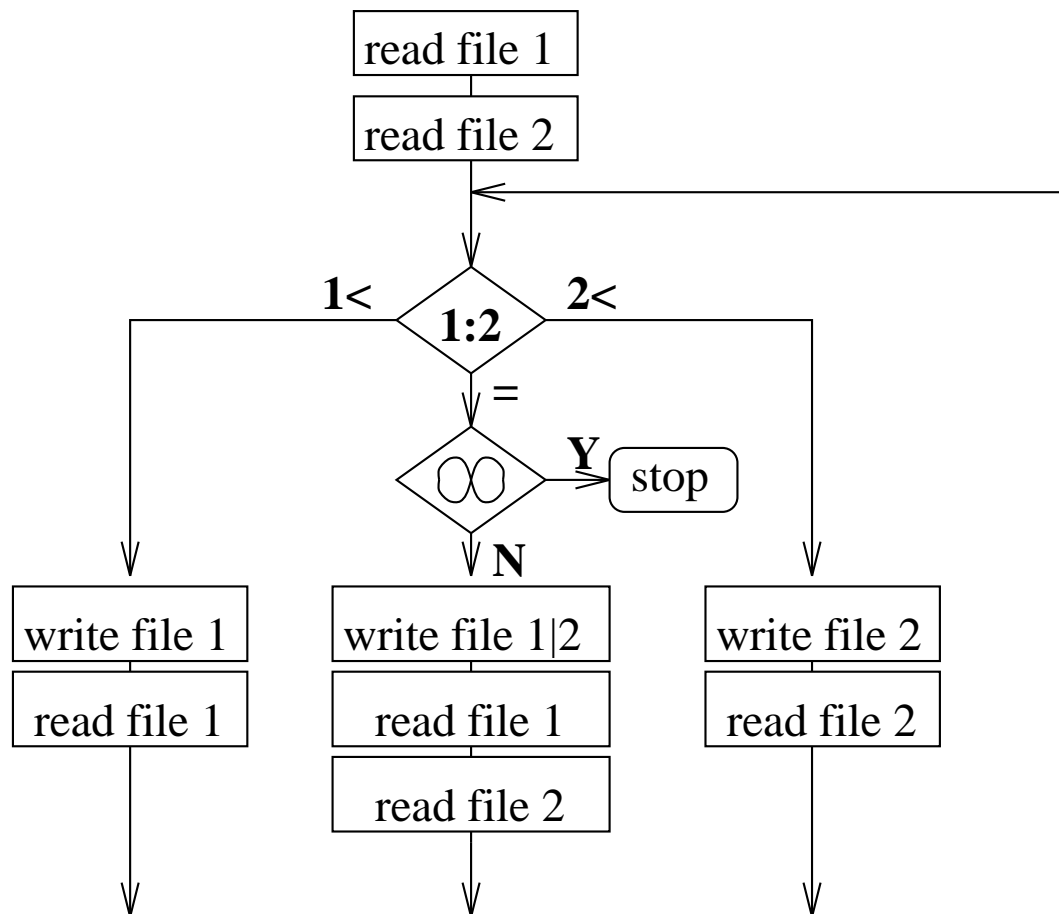 read file 1
read file 2
1<
1:2
2<
=
∞
Y
stop
N
write file 1
write file 1|2
write file 2
read file 1
read file 1
read file 2
read file 2